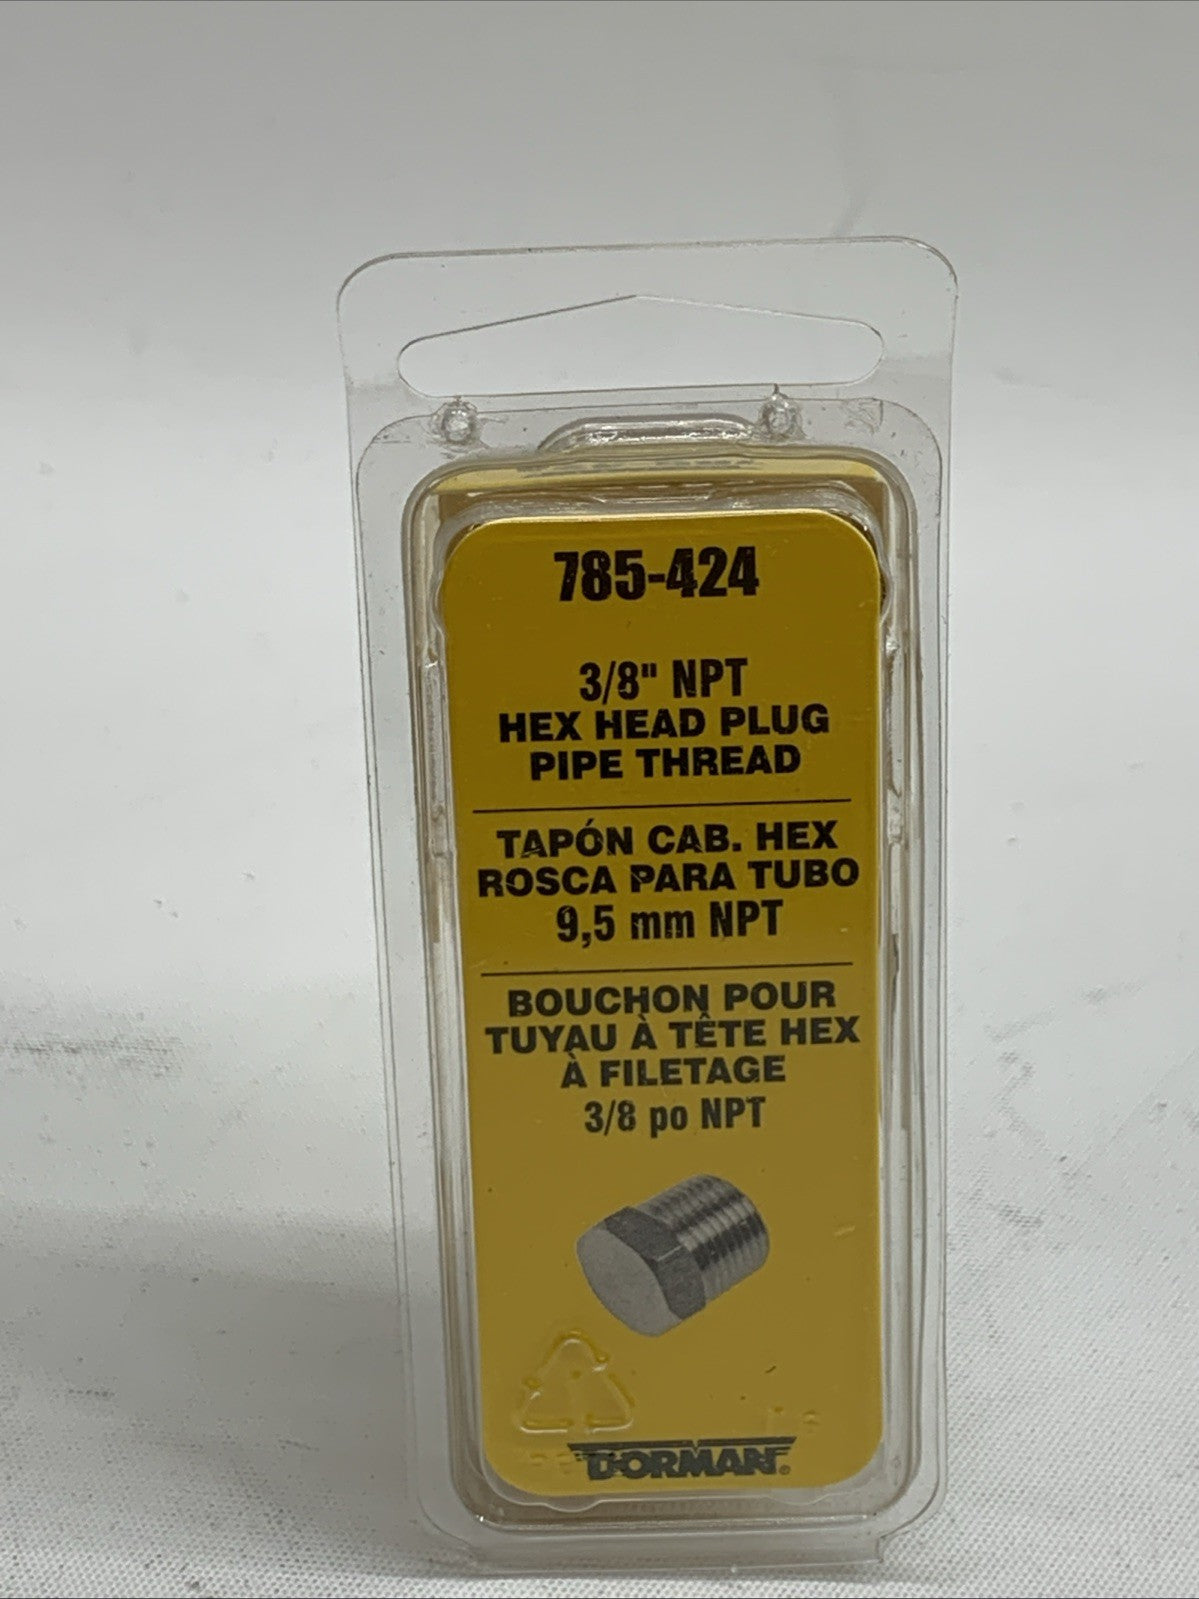 785-424
3/8" NPT
HEX HEAD PLUG
PIPE THREAD
TAPÓN CAB. HEX
ROSCA PARA TUBO
9,5 mm NPT
BOUCHON POUR
TUYAU À TÊTE HEX
À FILETAGE
3/8 po NPT
DORMAN®